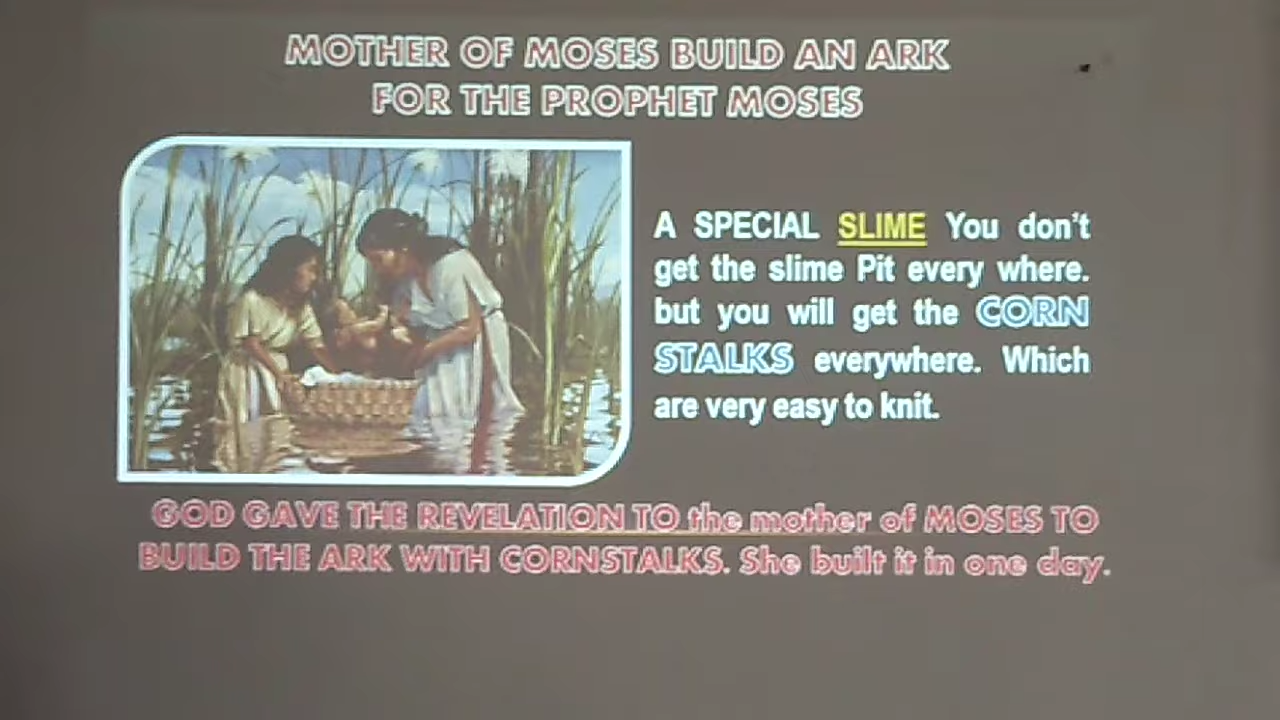 MOTHER OF MOSES BUILD AN ARK
FOR THE PROPHET MOSES
A SPECIAL SLIME You don't
get the slime Pit every where.
but you will get the CORN
STALKS everywhere. Which
are very easy to knit.
GOD GAVE THE REVELATION TO the mother of MOSES TO
BUILD THE ARK WITH CORNSTALKS. She built it in one day.